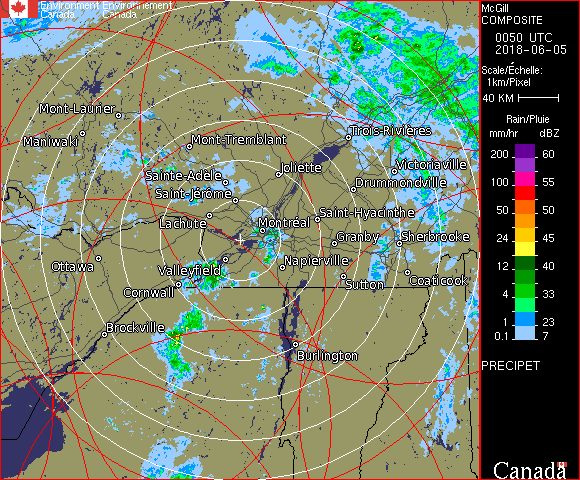 Environment Environnement
Canada Canada
McGill
COMPOSITE
0050 UTC
2018-06-05
Scale/Échelle:
1km/Pixel
40 KM
Rain/Pluie
mm/hr dBZ
200 60
100 55
50 50
24 45
12 40
8 33
4 30
1 23
0.1 7
PRECIPET
Canada
Mont-Laurier
Maniwaki
Mont-Tremblant
Trois-Rivières
Joliette
Victoriaville
Sainte-Adèle
Drummondville
Saint-Jérôme
Saint-Hyacinthe
Lachute
Montréal
Granby
Sherbrooke
Ottawa
Valleyfield
Napierville
Cornwall
Sutton
Coaticook
Brockville
Burlington